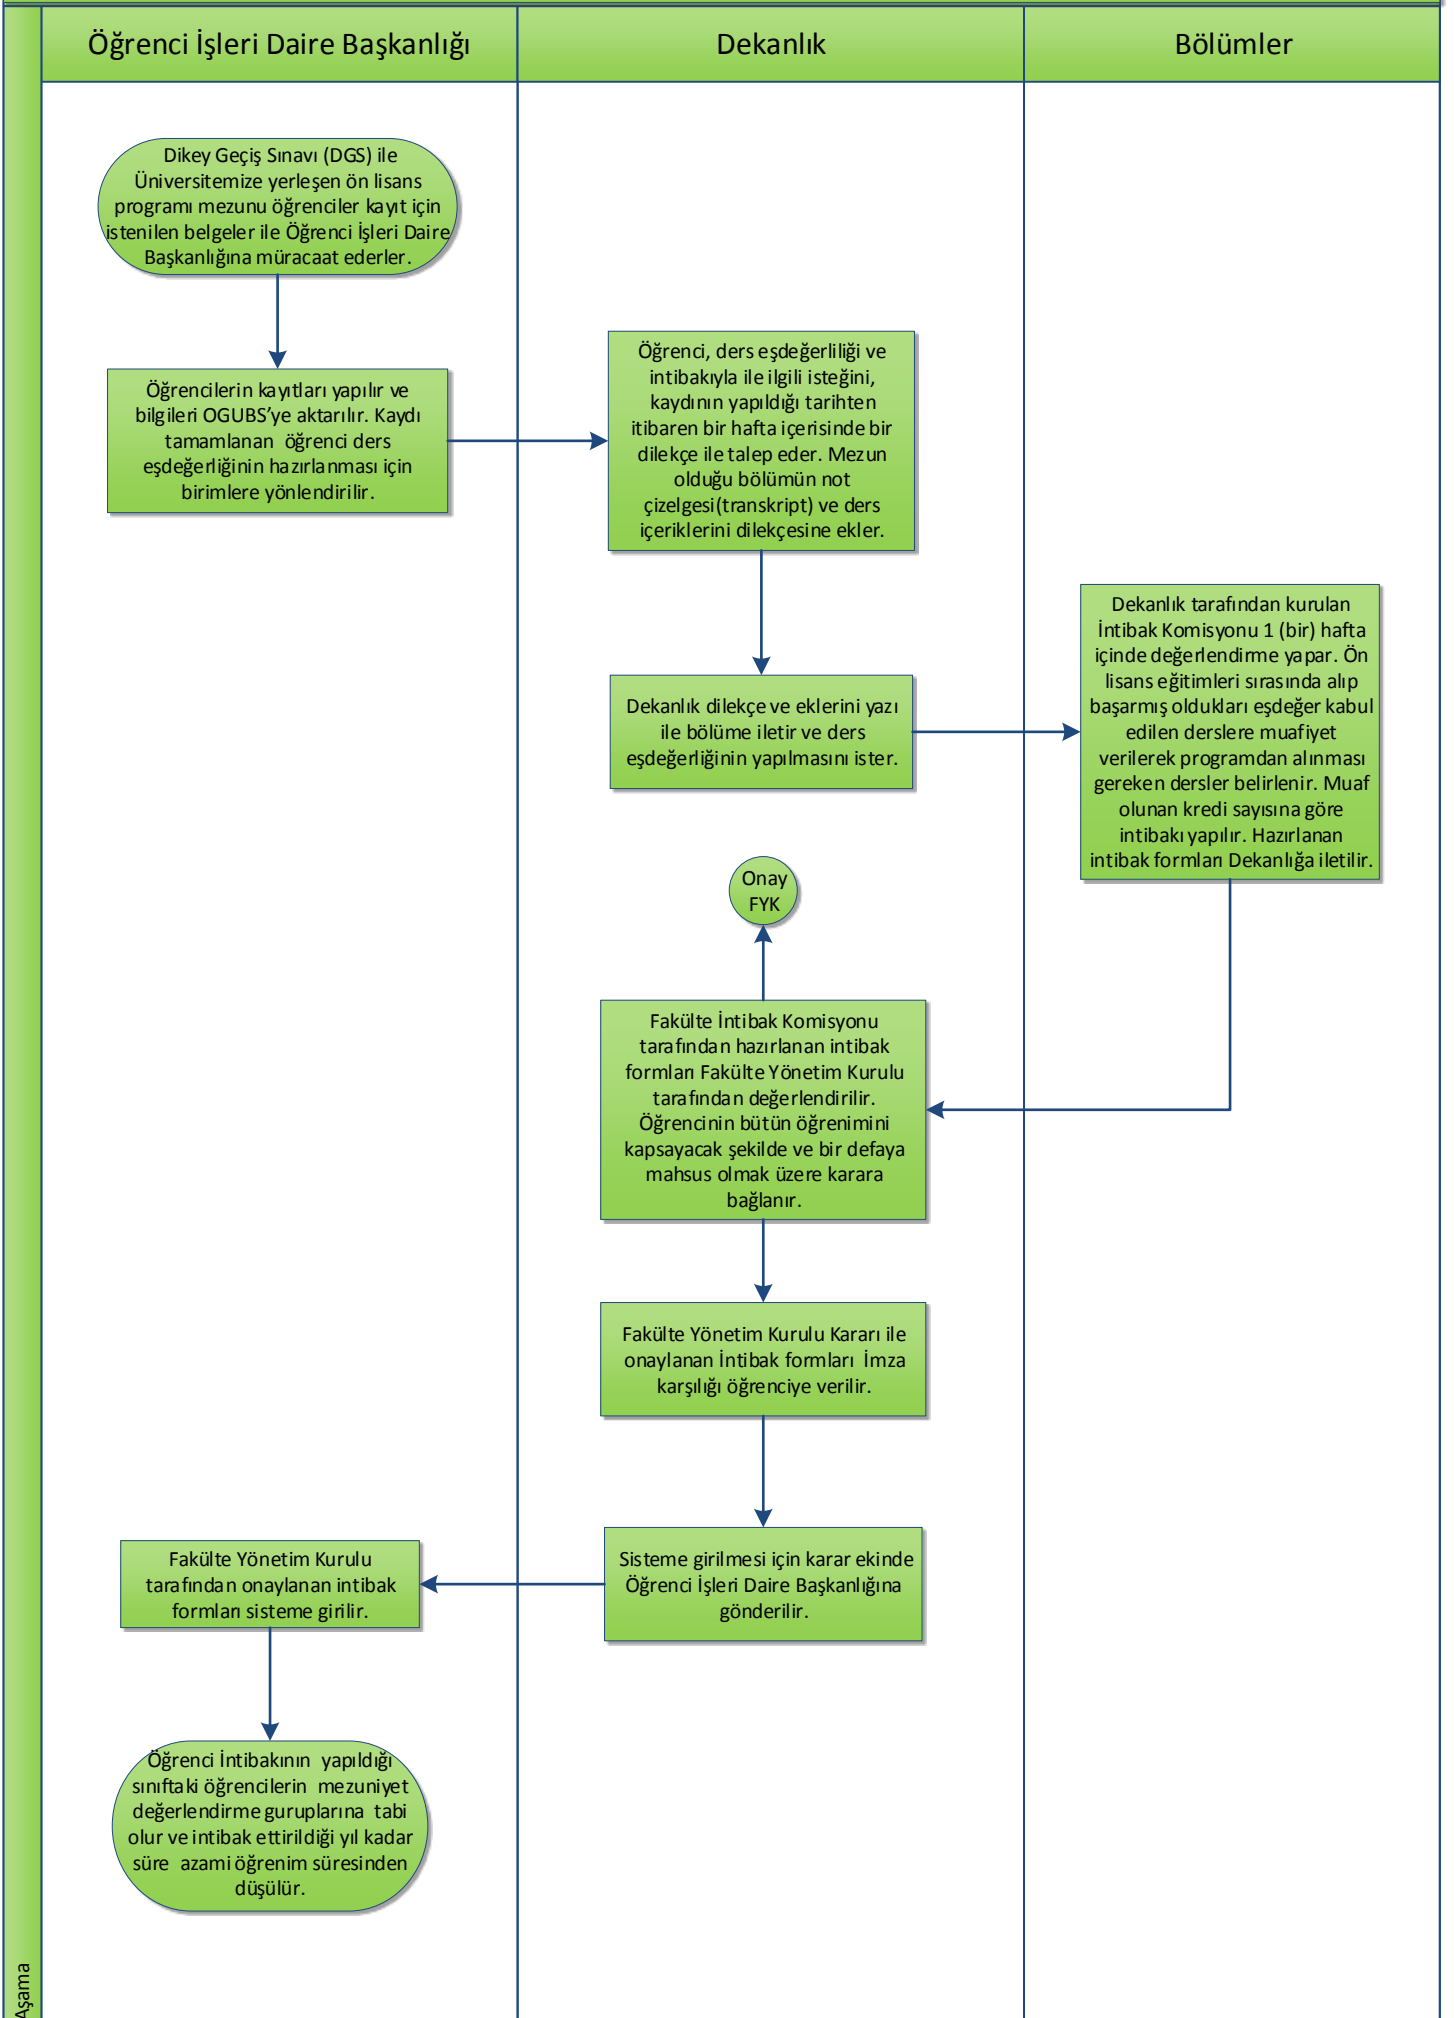 Öğrenci İşleri Daire Başkanlığı
Dekanlık
Bölümler
Dikey Geçiş Sınavı (DGS) ile
Üniversitemize yerleşen ön lisans
programı mezunu öğrenciler kayıt için
istenilen belgeler ile Öğrenci İşleri Daire
Başkanlığına müracaat ederler.
Öğrencilerin kayıtları yapılır ve
bilgileri OGUBS’ye aktarılır. Kaydı
tamamlanan öğrenci ders
eşdeğerliğinin hazırlanması için
birimlere yönlendirilir.
Öğrenci, ders eşdeğerliliği ve
intibakıyla ile ilgili isteğini,
kaydının yapıldığı tarihten
itibaren bir hafta içerisinde bir
dilekçe ile talep eder. Mezun
olduğu bölümün not
çizelgesi(transkript) ve ders
içeriklerini dilekçesine ekler.
Dekanlık dilekçe ve eklerini yazı
ile bölüme iletir ve ders
eşdeğerliğinin yapılmasını ister.
Dekanlık tarafından kurulan
İntibak Komisyonu 1 (bir) hafta
içinde değerlendirme yapar. Ön
lisans eğitimleri sırasında alıp
başarmış oldukları eşdeğer kabul
edilen derslere muafiyet
verilerek programdan alınması
gereken dersler belirlenir. Muaf
olunan kredi sayısına göre
intibakı yapılır. Hazırlanan
intibak formları Dekanlığa iletilir.
Onay
FYK
Fakülte İntibak Komisyonu
tarafından hazırlanan intibak
formları Fakülte Yönetim Kurulu
tarafından değerlendirilir.
Öğrencinin bütün öğrenimini
kapsayacak şekilde ve bir defaya
mahsus olmak üzere karara
bağlanır.
Fakülte Yönetim Kurulu Kararı ile
onaylanan İntibak formları İmza
karşılığı öğrenciye verilir.
Sisteme girilmesi için karar ekinde
Öğrenci İşleri Daire Başkanlığına
gönderilir.
Fakülte Yönetim Kurulu
tarafından onaylanan intibak
formları sisteme girilir.
Öğrenci İntibakının yapıldığı
sınıftaki öğrencilerin mezuniyet
değerlendirme guruplarına tabi
olur ve intibak ettirildiği yıl kadar
süre azami öğrenim süresinden
düşülür.
Aşama